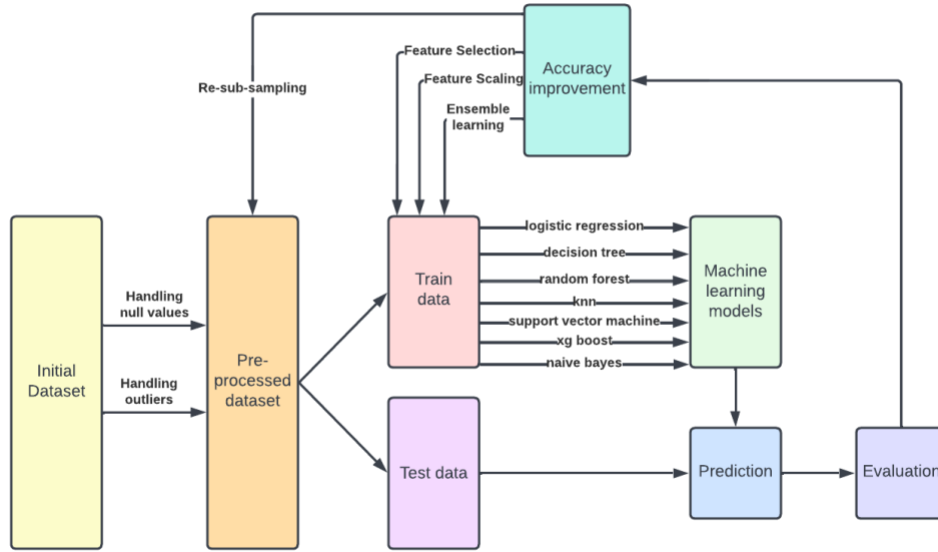 Accuracy
improvement
Feature Selection
Feature Scaling
Ensemble
learning
Re-sub-sampling
Initial
Dataset
Handling
null values
Handling
outliers
Pre-
processed
dataset
Train
data
logistic regression
decision tree
random forest
knn
support vector machine
xg boost
naive bayes
Machine
learning
models
Test data
Prediction
Evaluation